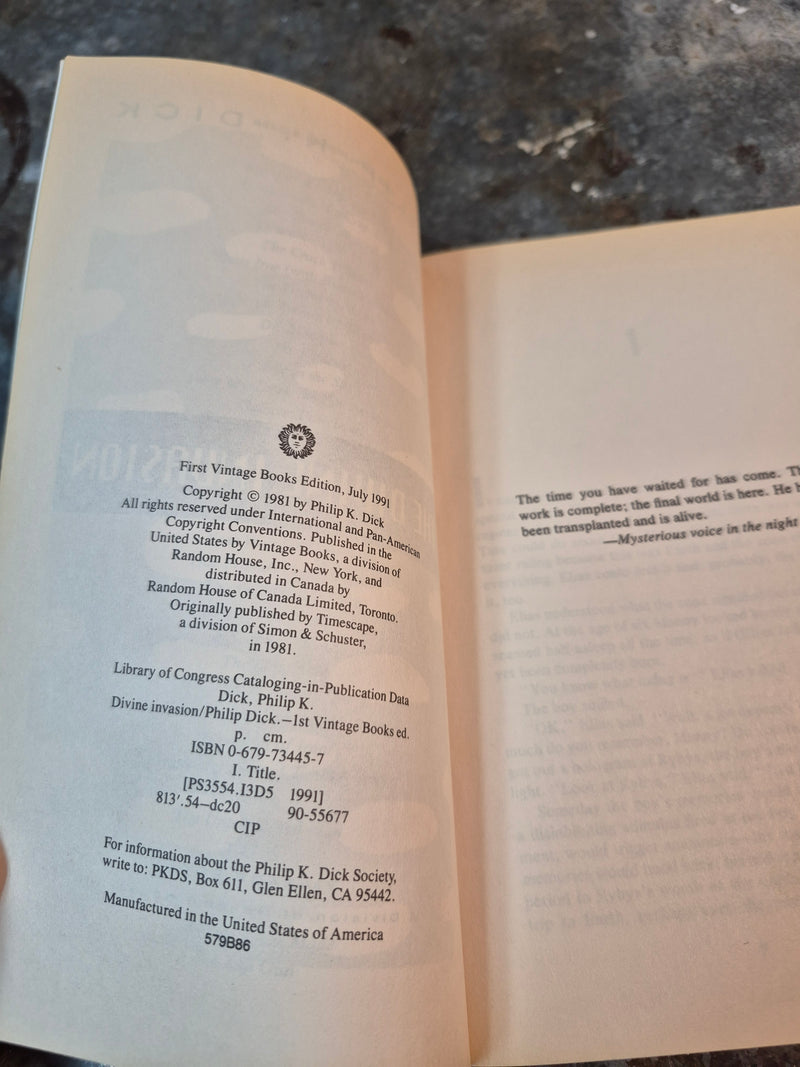 First Vintage Books Edition, July 1991
Copyright © 1981 by Philip K. Dick
All rights reserved under International and Pan-American
Copyright Conventions. Published in the
United States by Vintage Books, a division of
Random House, Inc., New York, and
distributed in Canada by
Random House of Canada Limited, Toronto.
Originally published by Timescape,
a division of Simon & Schuster,
in 1981.
Library of Congress Cataloging-in-Publication Data
Dick, Philip K.
Divine invasion/Philip Dick.—1st Vintage Books ed.
p. cm.
ISBN 0-679-73445-7
I. Title.
[PS3554.I3D5 1991]
813'.54—dc20 90-55677
CIP
For information about the Philip K. Dick Society,
write to: PKDS, Box 611, Glen Ellen, CA 95442.
Manufactured in the United States of America
579B86
The time you have waited for has come.
work is complete; the final world is here. He
been transplanted and is alive.
—Mysterious voice in the night